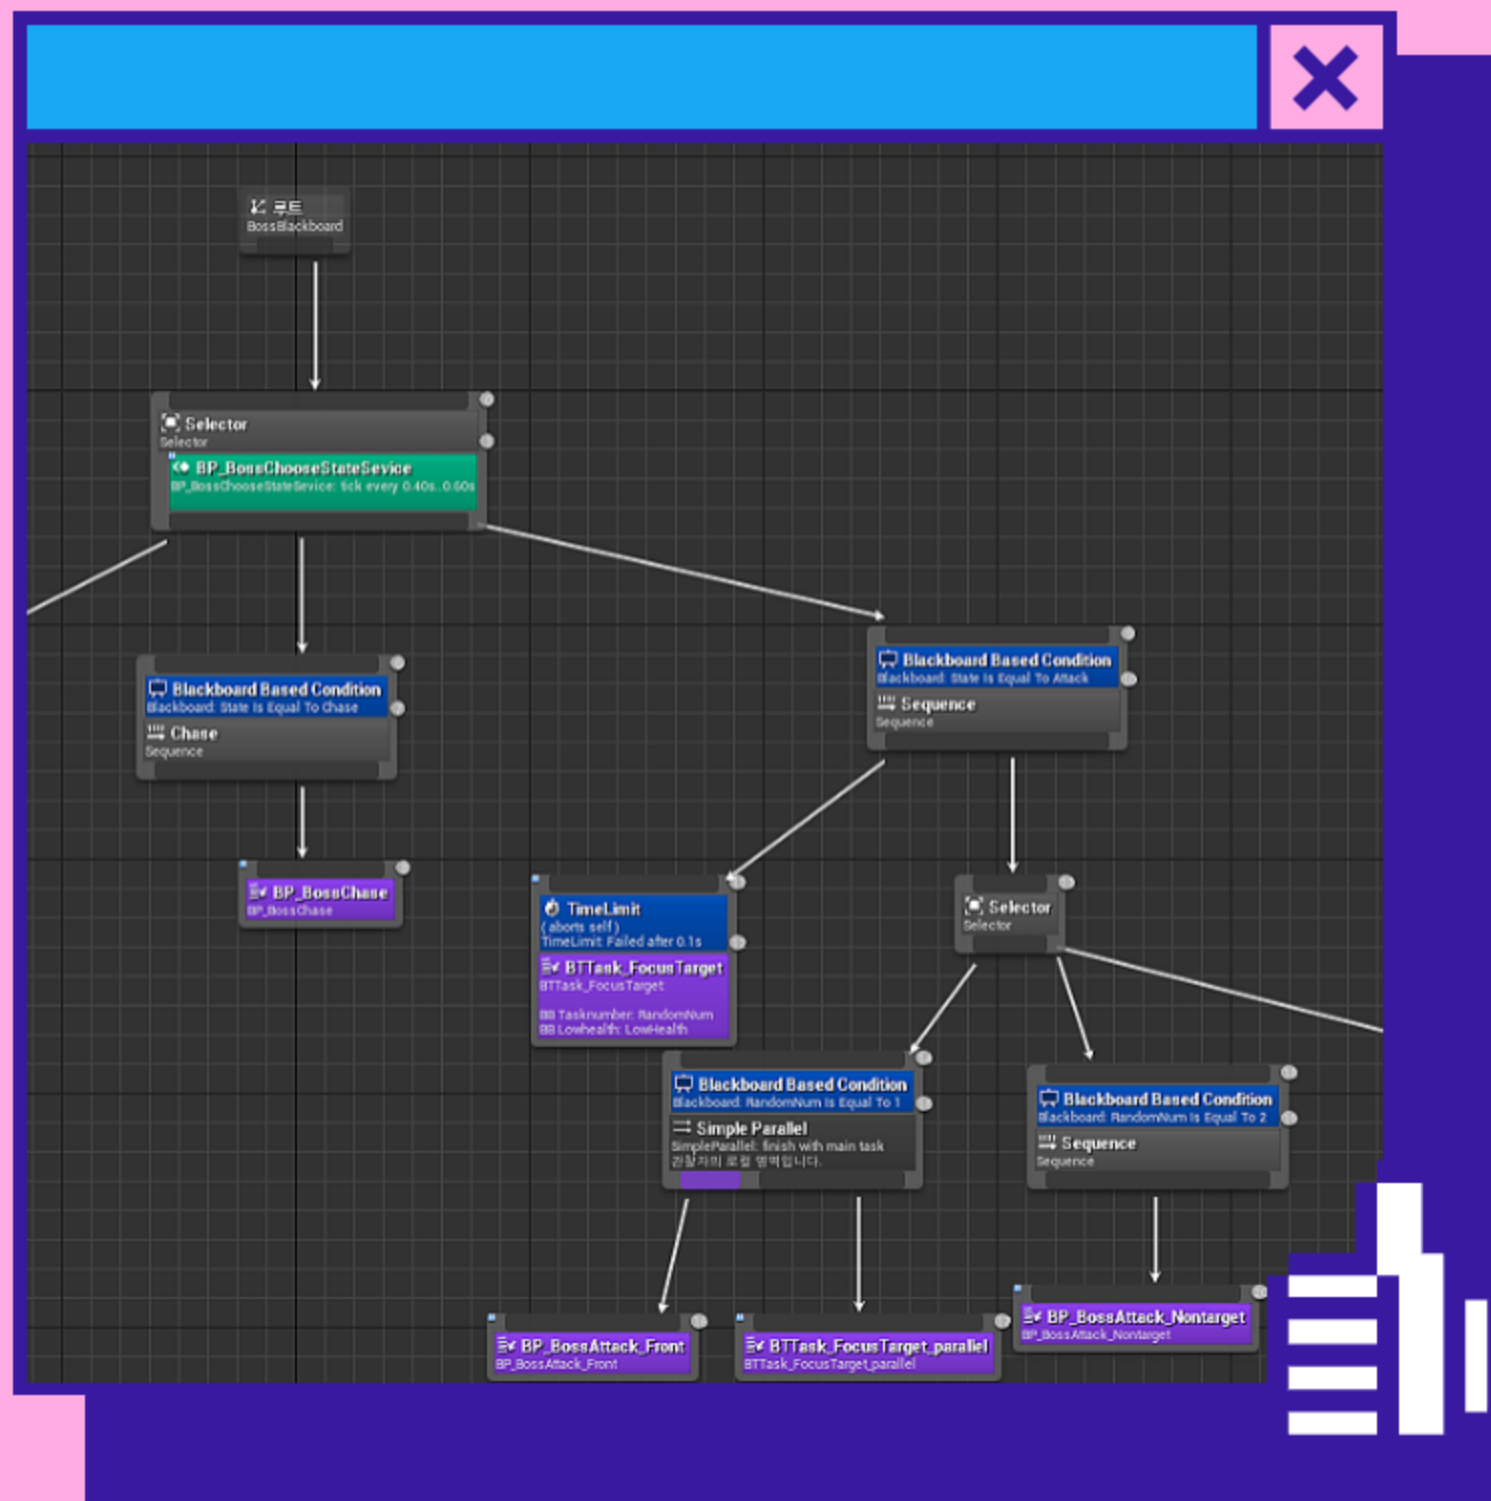 루트
BossBlackboard
Selector
Selector
BP_BossChooseStateSevice
BP_BossChooseStateSevice: tick every 0.40s..0.60s
Blackboard Based Condition
Blackboard: State Is Equal To Chase
Chase
Sequence
BP_BossChase
BP_BossChase
Blackboard Based Condition
Blackboard: State Is Equal To Attack
Sequence
Sequence
TimeLimit
( aborts self )
TimeLimit: Failed after 0.1s
BTTask_FocusTarget
BTTask_FocusTarget
BB Tasknumber: RandomNum
BB Lowhealth: LowHealth
Selector
Selector
Blackboard Based Condition
Blackboard: RandomNum Is Equal To 1
Simple Parallel
SimpleParallel: finish with main task
관찰자의 로컬 영역입니다.
Blackboard Based Condition
Blackboard: RandomNum Is Equal To 2
Sequence
Sequence
BP_BossAttack_Front
BP_BossAttack_Front
BTTask_FocusTarget_parallel
BTTask_FocusTarget_parallel
BP_BossAttack_Nontarget
BP_BossAttack_Nontarget